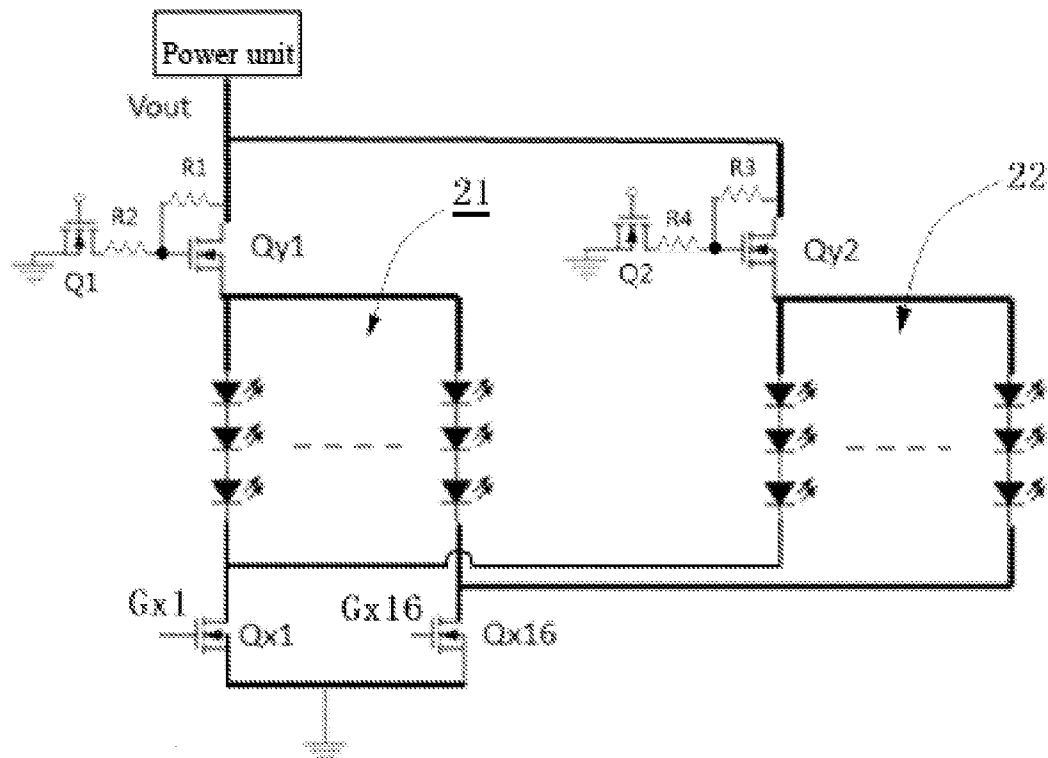 Power unit
Vout
R1
R3
R2
21
22
R4
Qy1
Qy2
Q1
Q2
Gx1
Gx16
Qx1
Qx16